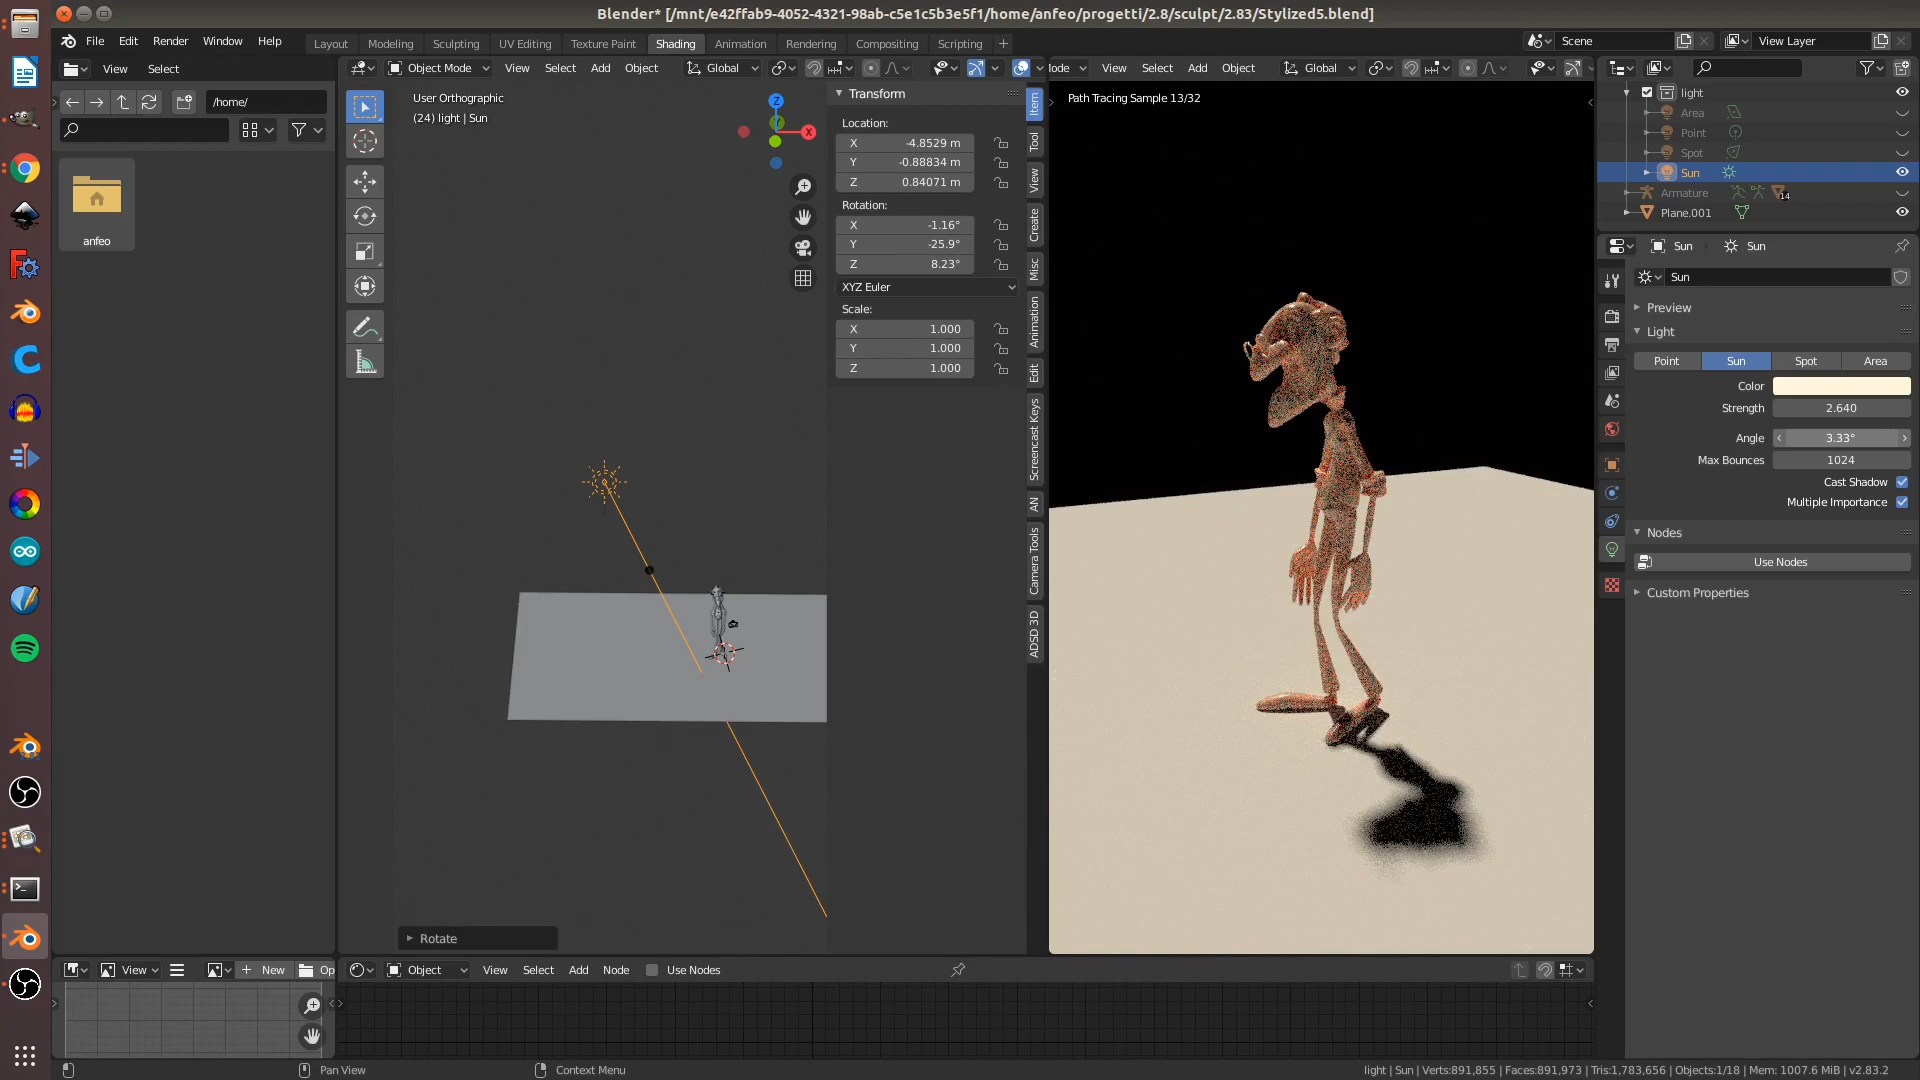 Blender* [/mnt/e42ffab9-4052-4321-98ab-c5e1c5b3e5f1/home/anfeo/progetti/2.8/sculpt/2.83/Stylized5.blend]
File Edit Render Window Help
Layout Modeling Sculpting UV Editing Texture Paint Shading Animation Rendering Compositing Scripting +
Scene
View Layer
View Select
/home/
anfeo
Object Mode View Select Add Object Global
User Orthographic
(24) light | Sun
Z
X
Transform
Location:
X -4.8529 m
Y -0.88834 m
Z 0.84071 m
Rotation:
X -1.16°
Y -25.9°
Z 8.23°
XYZ Euler
Scale:
X 1.000
Y 1.000
Z 1.000
Item
Tool
View
Create
Misc
Animation
Edit
Screencast Keys
AN
Camera Tools
ADSD 3D
Rotate
lode View Select Add Object Global
Path Tracing Sample 13/32
light
Area
Point
Spot
Sun
Armature 14
Plane.001
Sun Sun
Sun
Preview
Light
Point Sun Spot Area
Color
Strength 2.640
Angle 3.33°
Max Bounces 1024
Cast Shadow
Multiple Importance
Nodes
Use Nodes
Custom Properties
View + New Op
Object View Select Add Node Use Nodes
Pan View
Context Menu
light | Sun | Verts:891,855 | Faces:891,973 | Tris:1,783,656 | Objects:1/18 | Mem: 1007.6 MiB | v2.83.2